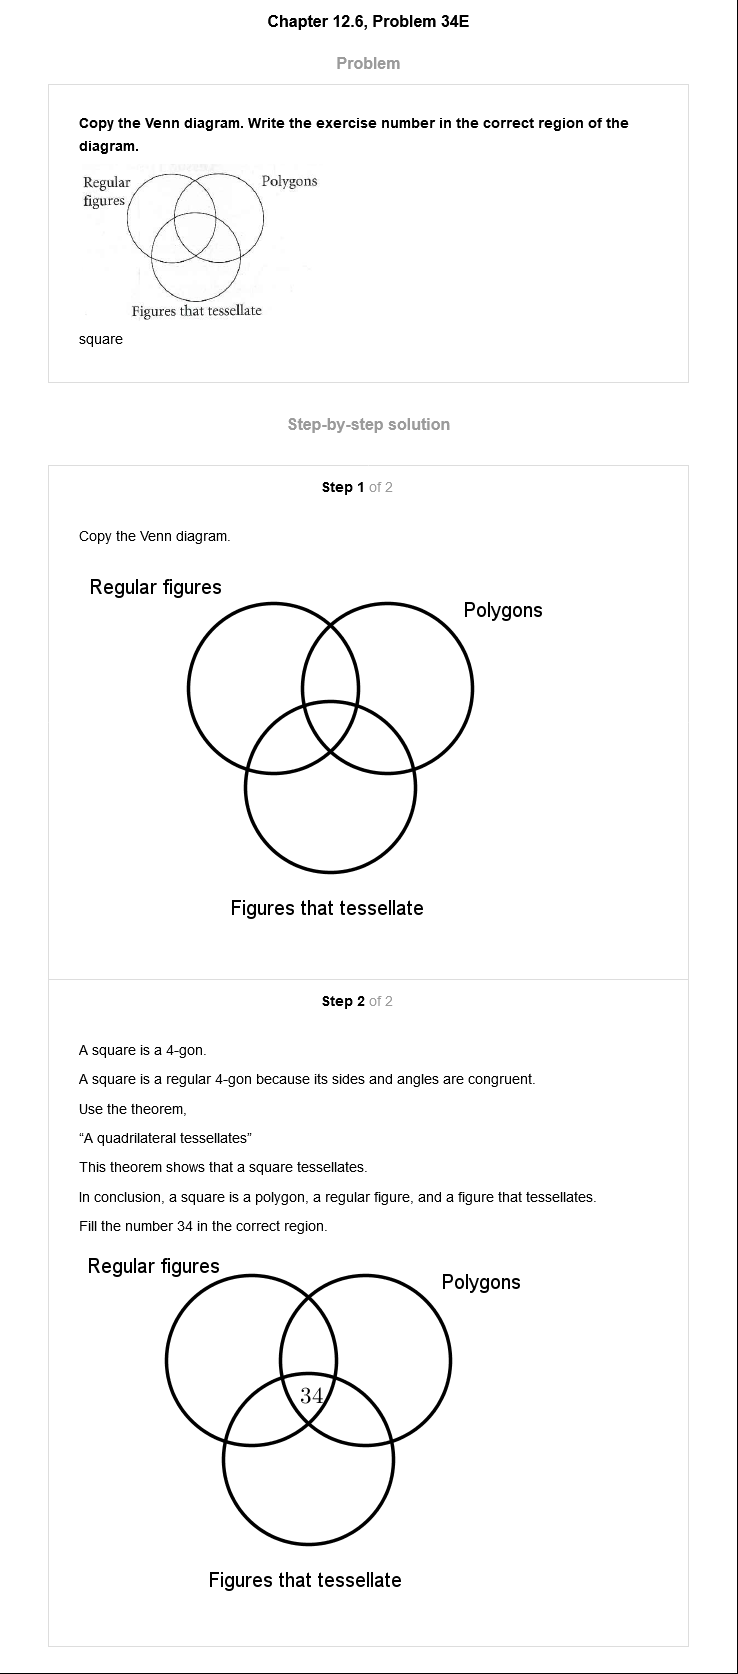 Chapter 12.6, Problem 34E
Problem
Copy the Venn diagram. Write the exercise number in the correct region of the
diagram.
Regular
figures
Polygons
Figures that tessellate
square
Step-by-step solution
Step 1 of 2
Copy the Venn diagram.
Regular figures
Polygons
Figures that tessellate
Step 2 of 2
A square is a 4-gon.
A square is a regular 4-gon because its sides and angles are congruent.
Use the theorem,
“A quadrilateral tessellates”
This theorem shows that a square tessellates.
In conclusion, a square is a polygon, a regular figure, and a figure that tessellates.
Fill the number 34 in the correct region.
Regular figures
Polygons
34
Figures that tessellate